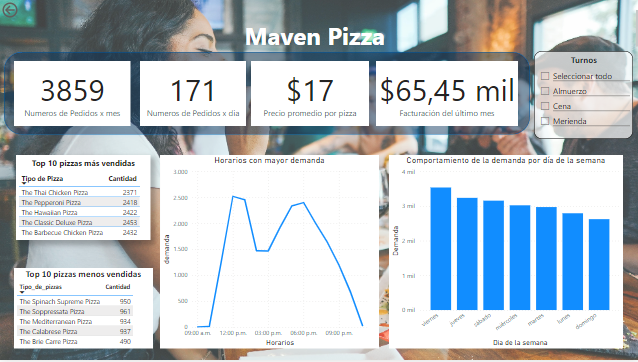 Maven Pizza
3859
Numeros de Pedidos x mes
171
Numeros de Pedidos x dia
$17
Precio promedio por pizza
$65,45 mil
Facturación del último mes
Turnos
Seleccionar todo
Almuerzo
Cena
Merienda
Top 10 pizzas más vendidas
Tipo de Pizza Cantidad
The Thai Chicken Pizza 2371
The Pepperoni Pizza 2418
The Hawaiian Pizza 2422
The Classic Deluxe Pizza 2453
The Barbecue Chicken Pizza 2432
Top 10 pizzas menos vendidas
Tipo_de_pizzas Cantidad
The Spinach Supreme Pizza 950
The Soppressata Pizza 961
The Mediterranean Pizza 934
The Calabrese Pizza 937
The Brie Carre Pizza 490
Horarios con mayor demanda
demanda
3.000
2.500
2.000
1.500
1.000
500
0
09:00 a.m. 12:00 p.m. 03:00 p.m. 06:00 p.m. 09:00 p.m.
Horarios
Comportamiento de la demanda por día de la semana
Demanda
4 mil
3 mil
2 mil
1 mil
0 mil
viernes jueves sábado miércoles martes lunes domingo
Dia de la semana